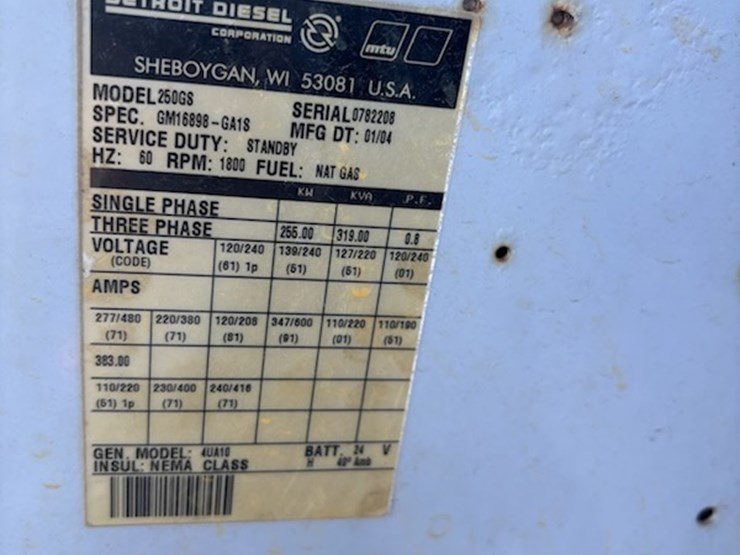 DETROIT DIESEL
CORPORATION
mtu
SHEBOYGAN, WI 53081 U.S.A.
MODEL 250GS SERIAL 0782208
SPEC. GM16898-GA1S MFG DT: 01/04
SERVICE DUTY: STANDBY
HZ: 60 RPM: 1800 FUEL: NAT GAS
KW KVA P.F.
SINGLE PHASE
THREE PHASE 255.00 319.00 0.8
VOLTAGE 120/240 139/240 127/220 120/240
(CODE) (61) 1p (51) (51) (01)
AMPS
277/480 220/380 120/208 347/600 110/220 110/190
(71) (71) (81) (91) (01) (51)
383.00
110/220 230/400 240/416
(51) 1p (71) (71)
GEN. MODEL: 4UA10 BATT. 24 V
INSUL: NEMA CLASS H 40° Amb